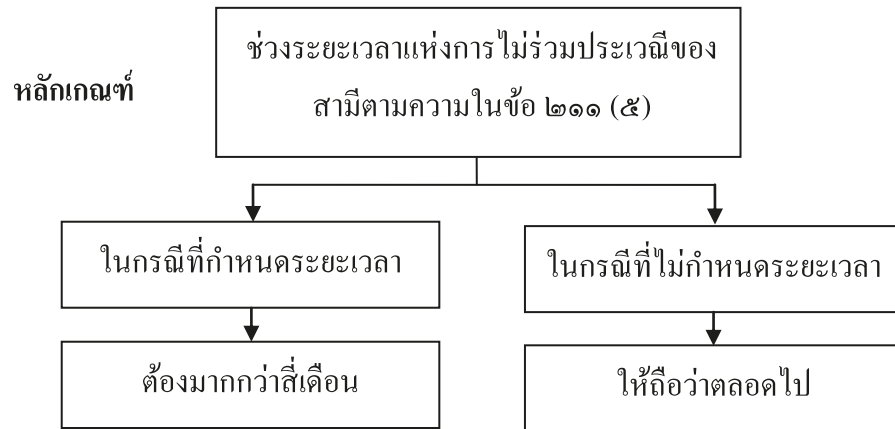 ช่วงระยะเวลาแห่งการไม่ร่วมประเวณีของ
สามีตามความในข้อ ๒๑๑ (๕)
หลักเกณฑ์
ในกรณีที่กำหนดระยะเวลา
ในกรณีที่ไม่กำหนดระยะเวลา
ต้องมากกว่าสี่เดือน
ให้ถือว่าตลอดไป